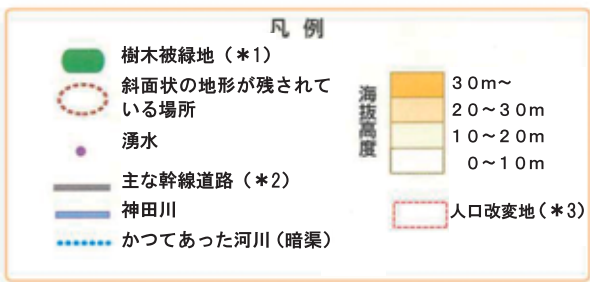 凡例
樹木被緑地（＊1）
斜面状の地形が残されて
いる場所
湧水
主な幹線道路（＊2）
神田川
かつてあった河川（暗渠）
海抜高度
30m～
20～30m
10～20m
0～10m
人口改変地（＊3）